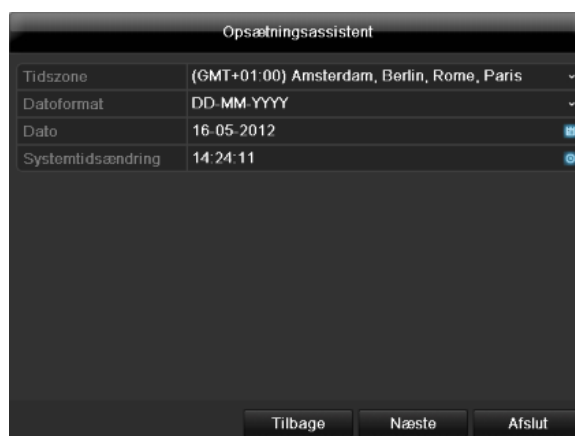 Opsætningsassistent
Tidszone (GMT+01:00) Amsterdam, Berlin, Rome, Paris
Datoformat DD-MM-YYYY
Dato 16-05-2012
Systemtidsændring 14:24:11
Tilbage Næste Afslut